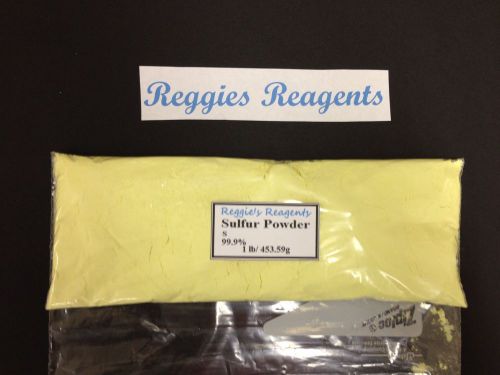 Reggies Reagents
Reggie's Reagents
Sulfur Powder
S
99.9%
1 lb/ 453.59g
Ziploc